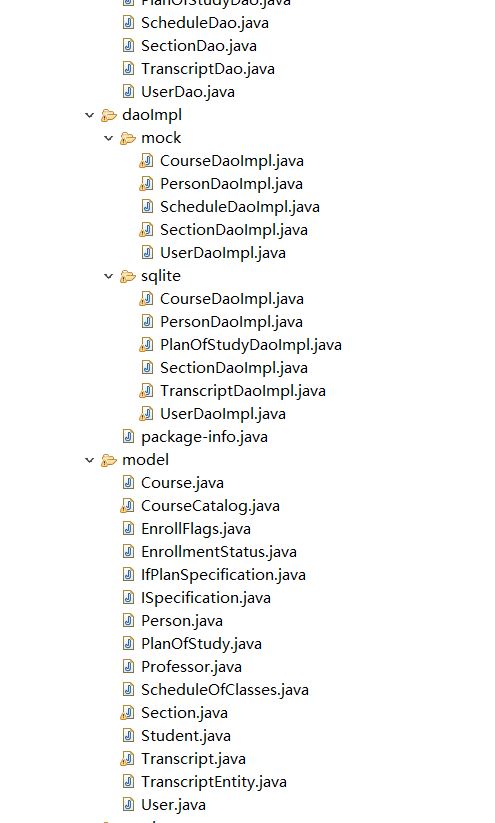 PlanOfStudyDao.java
ScheduleDao.java
SectionDao.java
TranscriptDao.java
UserDao.java
daoImpl
mock
CourseDaoImpl.java
PersonDaoImpl.java
ScheduleDaoImpl.java
SectionDaoImpl.java
UserDaoImpl.java
sqlite
CourseDaoImpl.java
PersonDaoImpl.java
PlanOfStudyDaoImpl.java
SectionDaoImpl.java
TranscriptDaoImpl.java
UserDaoImpl.java
package-info.java
model
Course.java
CourseCatalog.java
EnrollFlags.java
EnrollmentStatus.java
IfPlanSpecification.java
ISpecification.java
Person.java
PlanOfStudy.java
Professor.java
ScheduleOfClasses.java
Section.java
Student.java
Transcript.java
TranscriptEntity.java
User.java